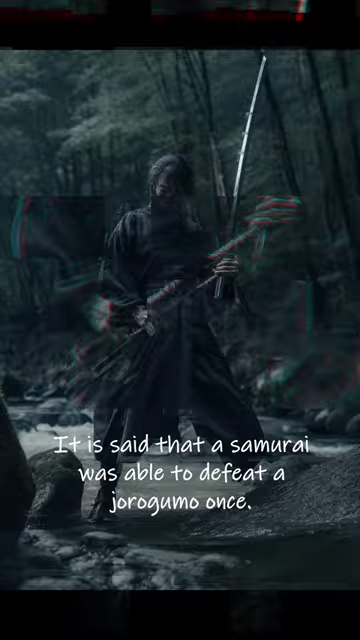 It is said that a samurai
was able to defeat a
jorogumo once.